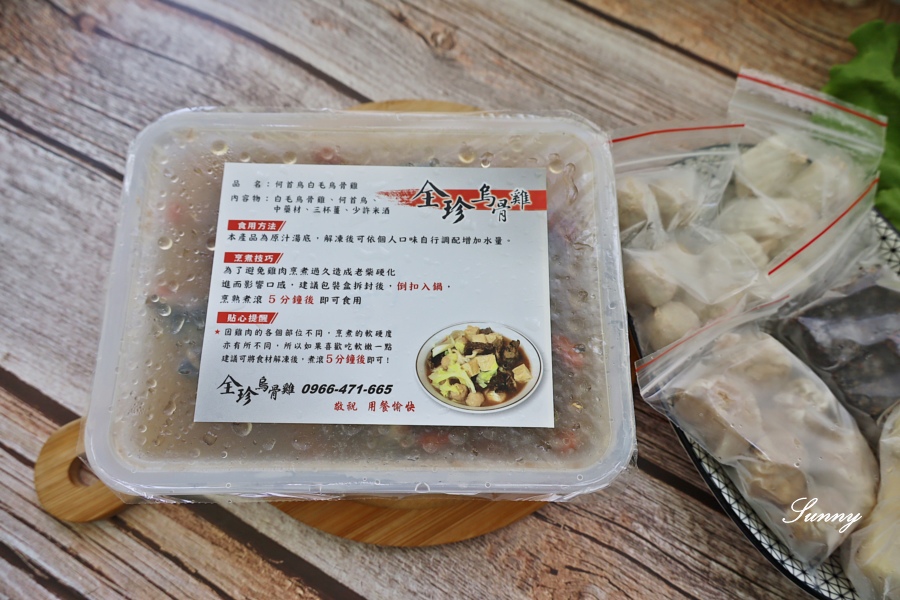 品　名：何首烏白毛烏骨雞
內容物：白毛烏骨雞、何首烏、
中藥材、三杯薑、少許米酒
全珍烏骨雞
食用方法
本產品為原汁湯底，解凍後可依個人口味自行調配增加水量。
烹煮技巧
為了避免雞肉烹煮過久造成老柴硬化
進而影響口感，建議包裝盒拆封後，倒扣入鍋，
烹熟煮滾 5 分鐘後 即可食用
貼心提醒
★因雞肉的各個部位不同，烹煮的軟硬度
亦有所不同，所以如果喜歡吃軟嫩一點
建議可將食材解凍後，煮滾5分鐘後即可！
全珍烏骨雞 0966-471-665
敬祝 用餐愉快
Sunny